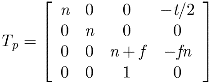 T_p = [ n 0 0 -t/2
0 n 0 0
0 0 n+f -fn
0 0 1 0 ]